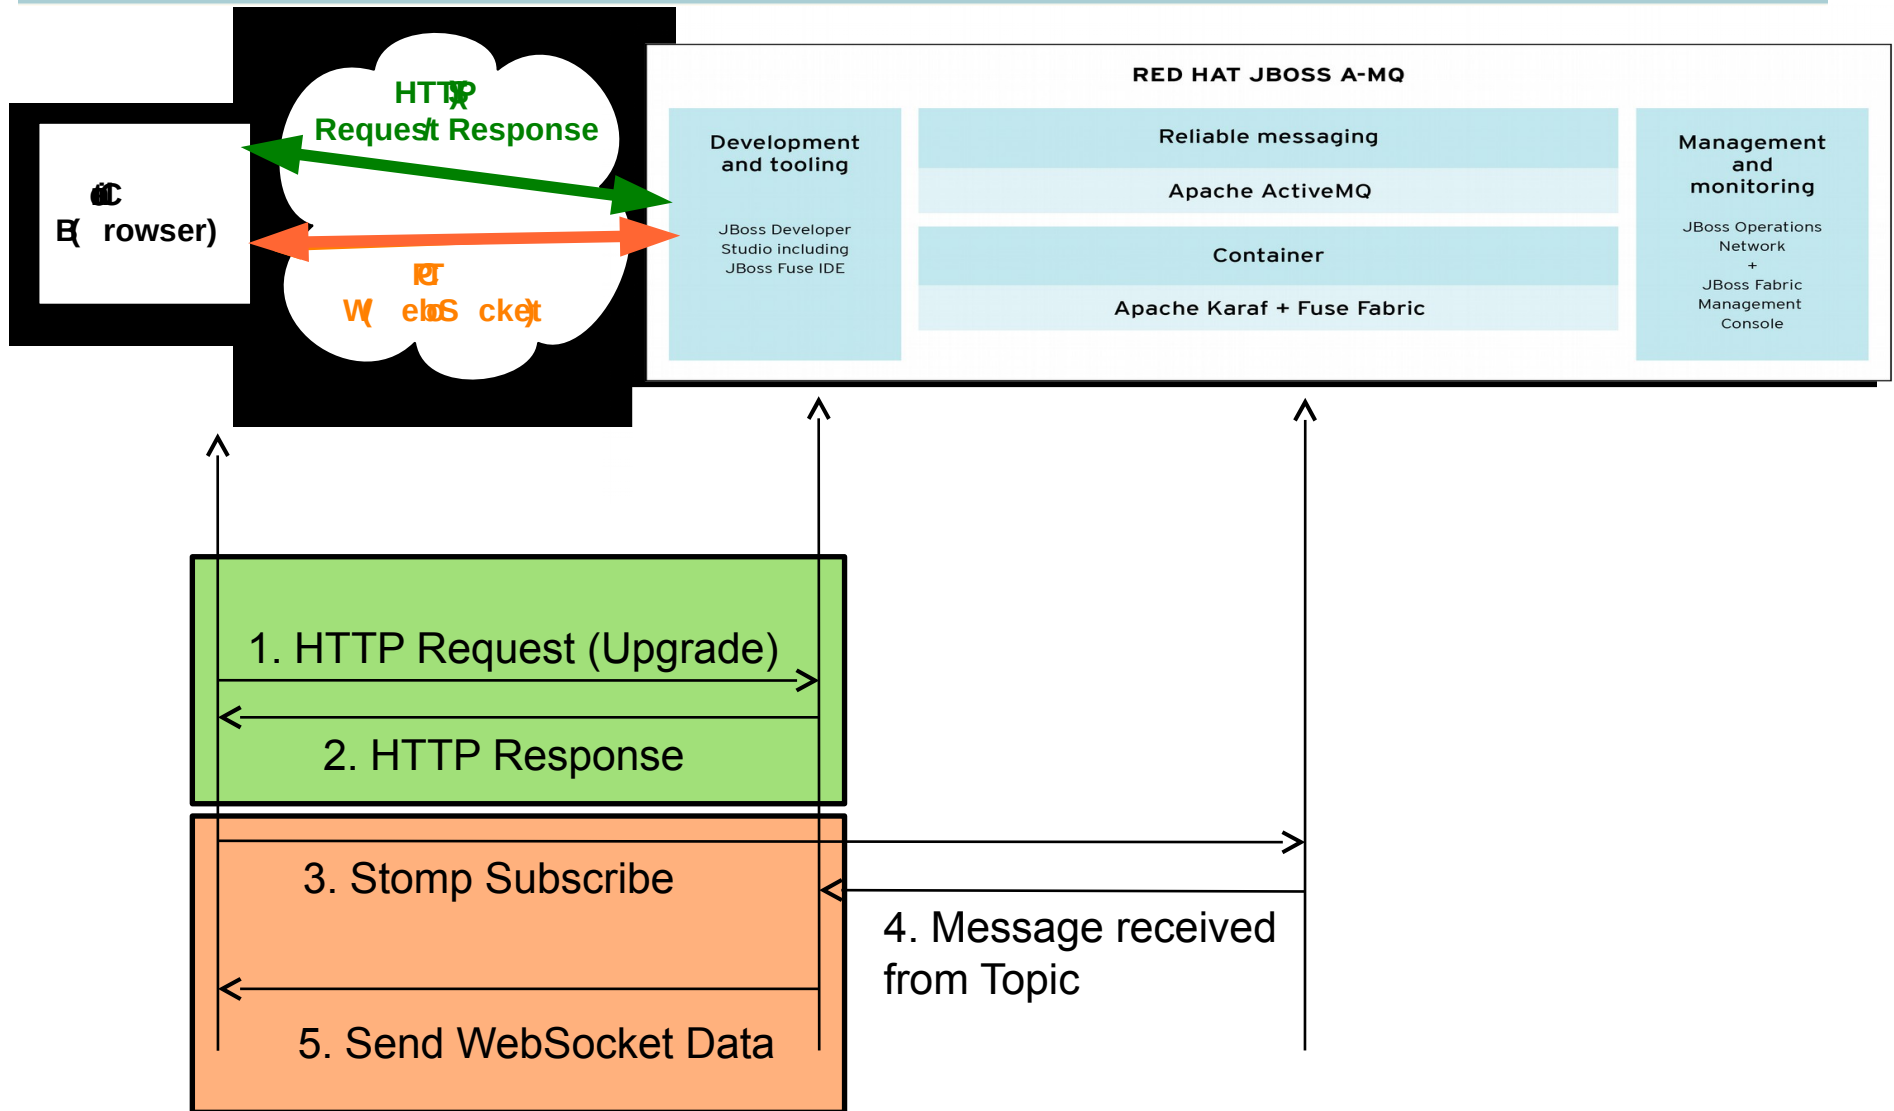 Request/ Response
RED HAT JBOSS A-MQ
Development
and tooling
JBoss Developer
Studio including
JBoss Fuse IDE
Reliable messaging
Apache ActiveMQ
Container
Apache Karaf + Fuse Fabric
Management
and
monitoring
JBoss Operations
Network
+
JBoss Fabric
Management
Console
1. HTTP Request (Upgrade)
2. HTTP Response
3. Stomp Subscribe
4. Message received
from Topic
5. Send WebSocket Data